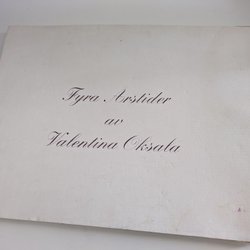 Fyra Årstider
av
Valentina Oksala